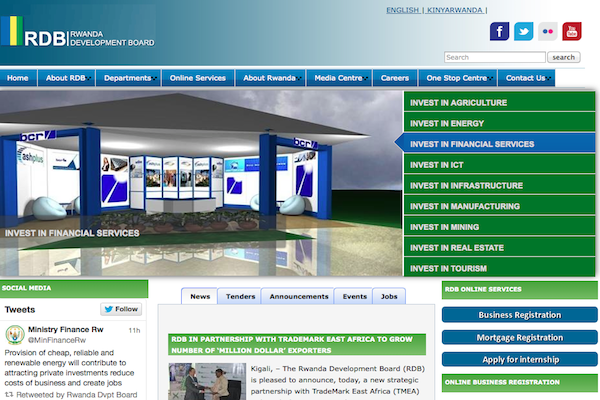 ENGLISH | KINYARWANDA |
RDB RWANDA
DEVELOPMENT BOARD
Search
search
Home About RDB Departments Online Services About Rwanda Media Centre Careers One Stop Centre Contact Us
bcr
ashplus
INVEST IN FINANCIAL SERVICES
INVEST IN AGRICULTURE
INVEST IN ENERGY
INVEST IN FINANCIAL SERVICES
INVEST IN ICT
INVEST IN INFRASTRUCTURE
INVEST IN MANUFACTURING
INVEST IN MINING
INVEST IN REAL ESTATE
INVEST IN TOURISM
SOCIAL MEDIA
Tweets Follow
Ministry Finance Rw 11h
@MinFinanceRw
Provision of cheap, reliable and
renewable energy will contribute to
attracting private investments reduce
costs of business and create jobs
Retweeted by Rwanda Dvpt Board
News Tenders Announcements Events Jobs
RDB IN PARTNERSHIP WITH TRADEMARK EAST AFRICA TO GROW
NUMBER OF 'MILLION DOLLAR' EXPORTERS
Kigali, – The Rwanda Development Board (RDB)
is pleased to announce, today, a new strategic
partnership with TradeMark East Africa (TMEA)
RDB ONLINE SERVICES
Business Registration
Mortgage Registration
Apply for internship
ONLINE BUSINESS REGISTRATION